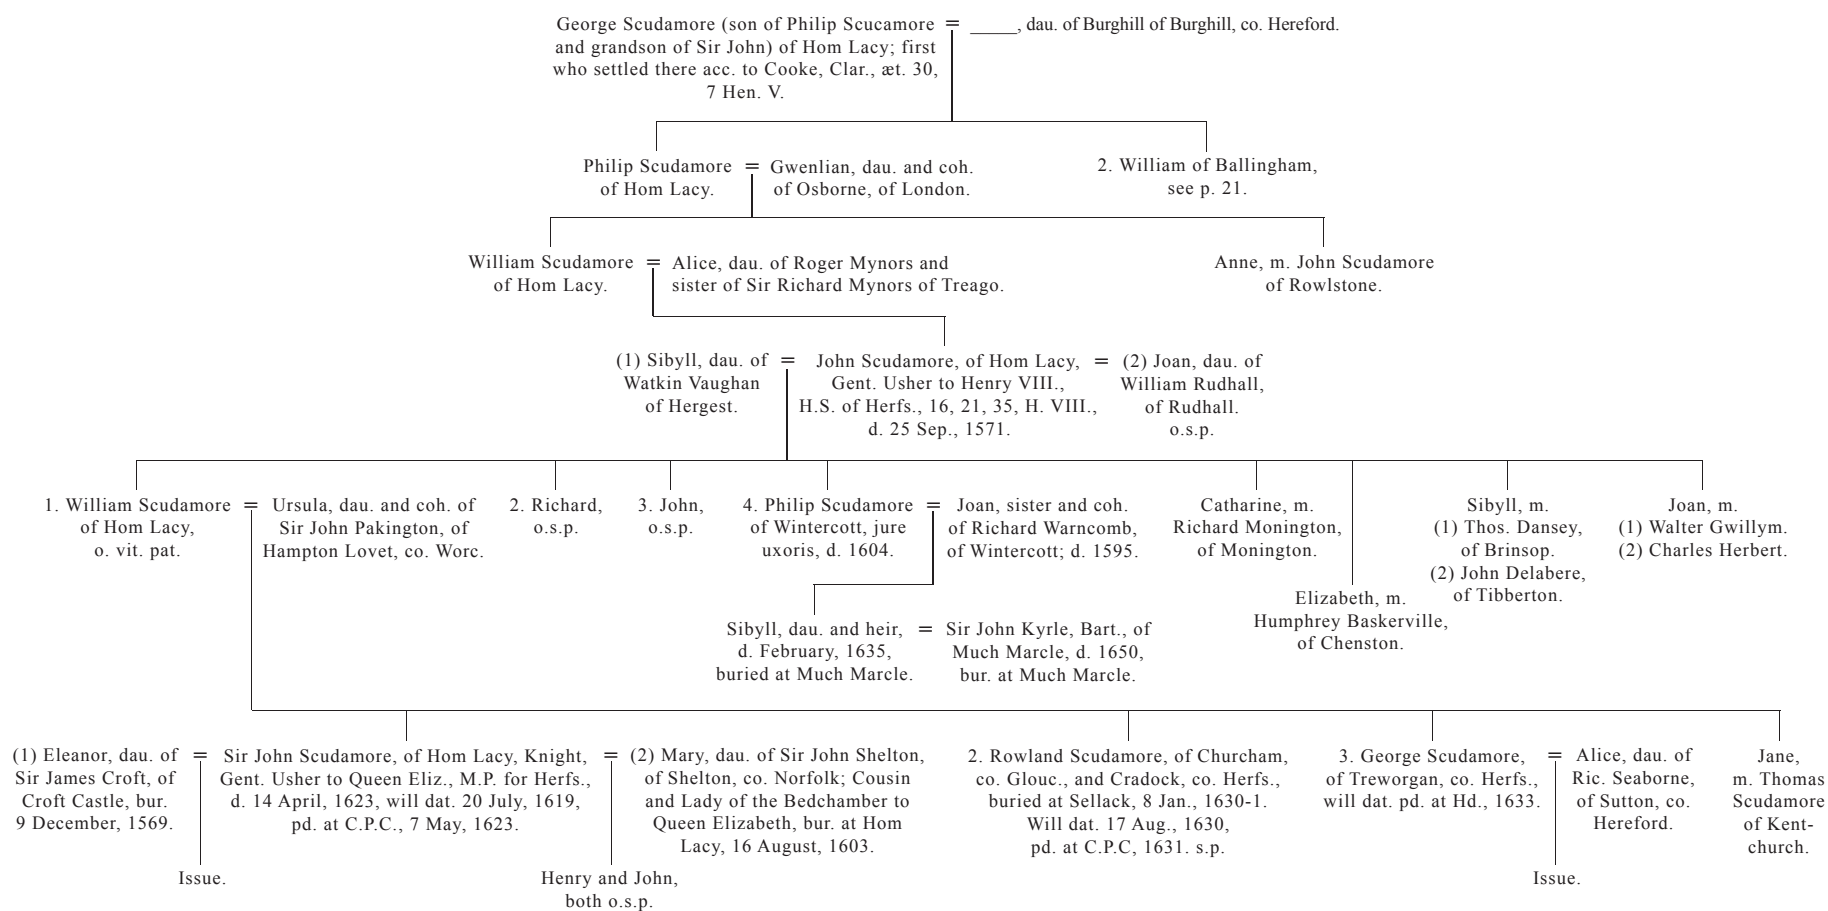 George Scudamore (son of Philip Scucamore
and grandson of Sir John) of Hom Lacy; first
who settled there acc. to Cooke, Clar., æt. 30,
7 Hen. V.
=
_____, dau. of Burghill of Burghill, co. Hereford.
Philip Scudamore
of Hom Lacy.
=
Gwenlian, dau. and coh.
of Osborne, of London.
2. William of Ballingham,
see p. 21.
William Scudamore
of Hom Lacy.
=
Alice, dau. of Roger Mynors and
sister of Sir Richard Mynors of Treago.
Anne, m. John Scudamore
of Rowlstone.
(1) Sibyll, dau. of
Watkin Vaughan
of Hergest.
=
John Scudamore, of Hom Lacy,
Gent. Usher to Henry VIII.,
H.S. of Herfs., 16, 21, 35, H. VIII.,
d. 25 Sep., 1571.
=
(2) Joan, dau. of
William Rudhall,
of Rudhall.
o.s.p.
1. William Scudamore
of Hom Lacy,
o. vit. pat.
=
Ursula, dau. and coh. of
Sir John Pakington, of
Hampton Lovet, co. Worc.
2. Richard,
o.s.p.
3. John,
o.s.p.
4. Philip Scudamore
of Wintercott, jure
uxoris, d. 1604.
=
Joan, sister and coh.
of Richard Warncomb,
of Wintercott; d. 1595.
Catharine, m.
Richard Monington,
of Monington.
Elizabeth, m.
Humphrey Baskerville,
of Chenston.
Sibyll, m.
(1) Thos. Dansey,
of Brinsop.
(2) John Delabere,
of Tibberton.
Joan, m.
(1) Walter Gwillym.
(2) Charles Herbert.
Sibyll, dau. and heir,
d. February, 1635,
buried at Much Marcle.
=
Sir John Kyrle, Bart., of
Much Marcle, d. 1650,
bur. at Much Marcle.
(1) Eleanor, dau. of
Sir James Croft, of
Croft Castle, bur.
9 December, 1569.
=
Sir John Scudamore, of Hom Lacy, Knight,
Gent. Usher to Queen Eliz., M.P. for Herfs.,
d. 14 April, 1623, will dat. 20 July, 1619,
pd. at C.P.C., 7 May, 1623.
=
(2) Mary, dau. of Sir John Shelton,
of Shelton, co. Norfolk; Cousin
and Lady of the Bedchamber to
Queen Elizabeth, bur. at Hom
Lacy, 16 August, 1603.
2. Rowland Scudamore, of Churcham,
co. Glouc., and Cradock, co. Herfs.,
buried at Sellack, 8 Jan., 1630-1.
Will dat. 17 Aug., 1630,
pd. at C.P.C, 1631. s.p.
3. George Scudamore,
of Treworgan, co. Herfs.,
will dat. pd. at Hd., 1633.
=
Alice, dau. of
Ric. Seaborne,
of Sutton, co.
Hereford.
Jane,
m. Thomas
Scudamore
of Kent-
church.
Issue.
Henry and John,
both o.s.p.
Issue.